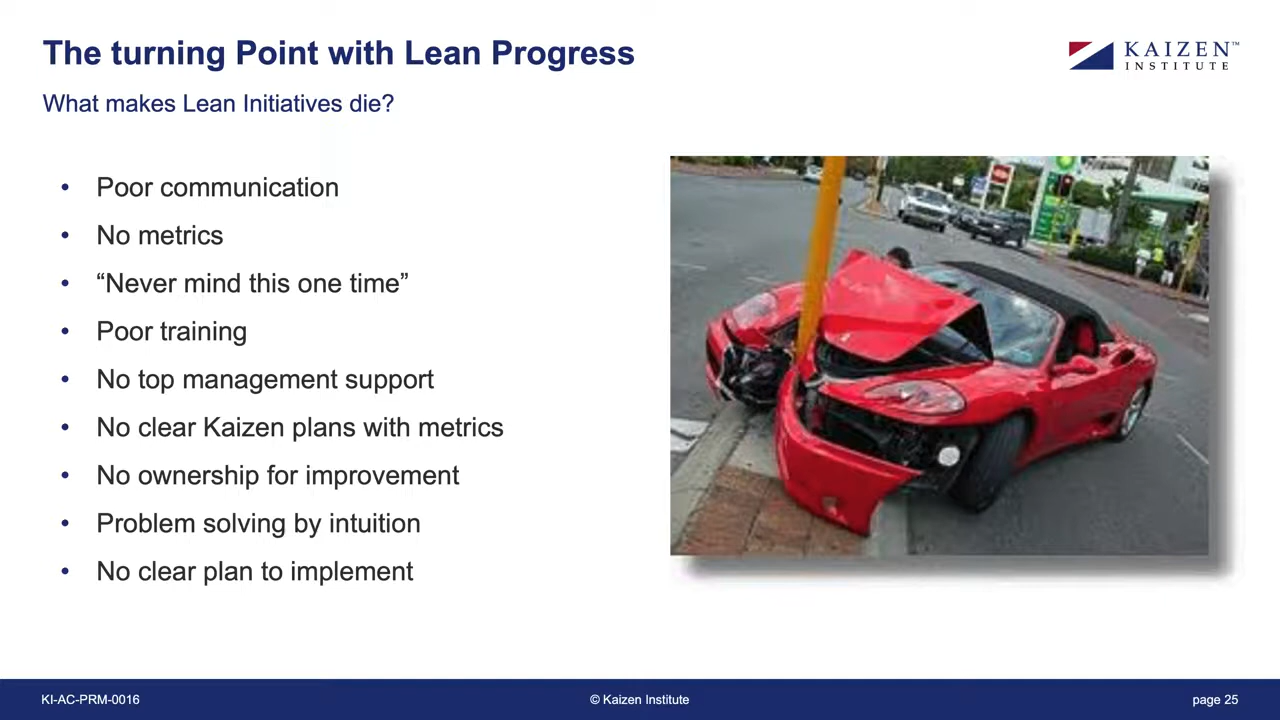 The turning Point with Lean Progress
KAIZEN™
INSTITUTE
What makes Lean Initiatives die?
• Poor communication
• No metrics
• “Never mind this one time”
• Poor training
• No top management support
• No clear Kaizen plans with metrics
• No ownership for improvement
• Problem solving by intuition
• No clear plan to implement
KI-AC-PRM-0016
© Kaizen Institute
page 25